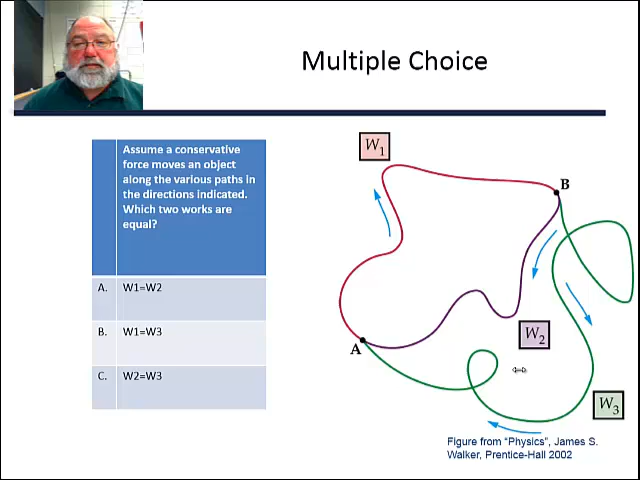 Multiple Choice
Assume a conservative
force moves an object
along the various paths in
the directions indicated.
Which two works are
equal?
A. W1=W2
B. W1=W3
C. W2=W3
W1
B
W2
A
W3
Figure from "Physics", James S.
Walker, Prentice-Hall 2002